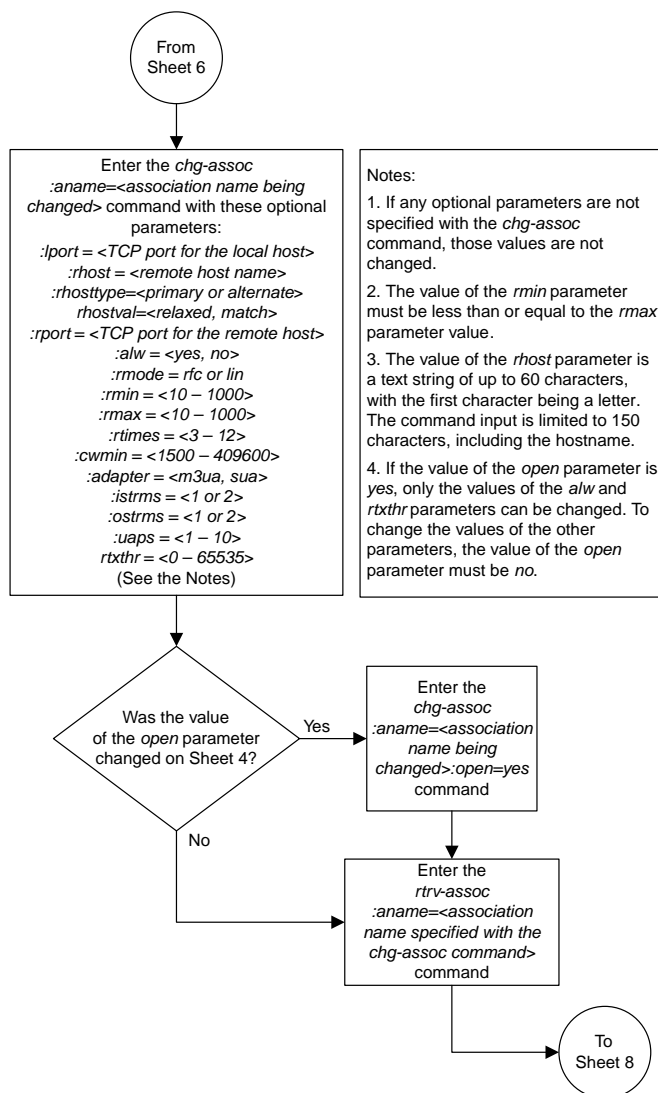 From
Sheet 6
Enter the chg-assoc
:aname=<association name being
changed> command with these optional
parameters:
:lport = <TCP port for the local host>
:rhost = <remote host name>
:rhosttype=<primary or alternate>
rhostval=<relaxed, match>
:rport = <TCP port for the remote host>
:alw = <yes, no>
:rmode = rfc or lin
:rmin = <10 – 1000>
:rmax = <10 – 1000>
:rtimes = <3 – 12>
:cwmin = <1500 – 409600>
:adapter = <m3ua, sua>
:istrms = <1 or 2>
:ostrms = <1 or 2>
:uaps = <1 – 10>
rtxthr = <0 – 65535>
(See the Notes)
Notes:
1. If any optional parameters are not
specified with the chg-assoc
command, those values are not
changed.
2. The value of the rmin parameter
must be less than or equal to the rmax
parameter value.
3. The value of the rhost parameter is
a text string of up to 60 characters,
with the first character being a letter.
The command input is limited to 150
characters, including the hostname.
4. If the value of the open parameter is
yes, only the values of the alw and
rtxthr parameters can be changed. To
change the values of the other
parameters, the value of the open
parameter must be no.
Was the value
of the open parameter
changed on Sheet 4?
Yes
No
Enter the
chg-assoc
:aname=<association
name being
changed>:open=yes
command
Enter the
rtrv-assoc
:aname=<association
name specified with the
chg-assoc command>
command
To
Sheet 8